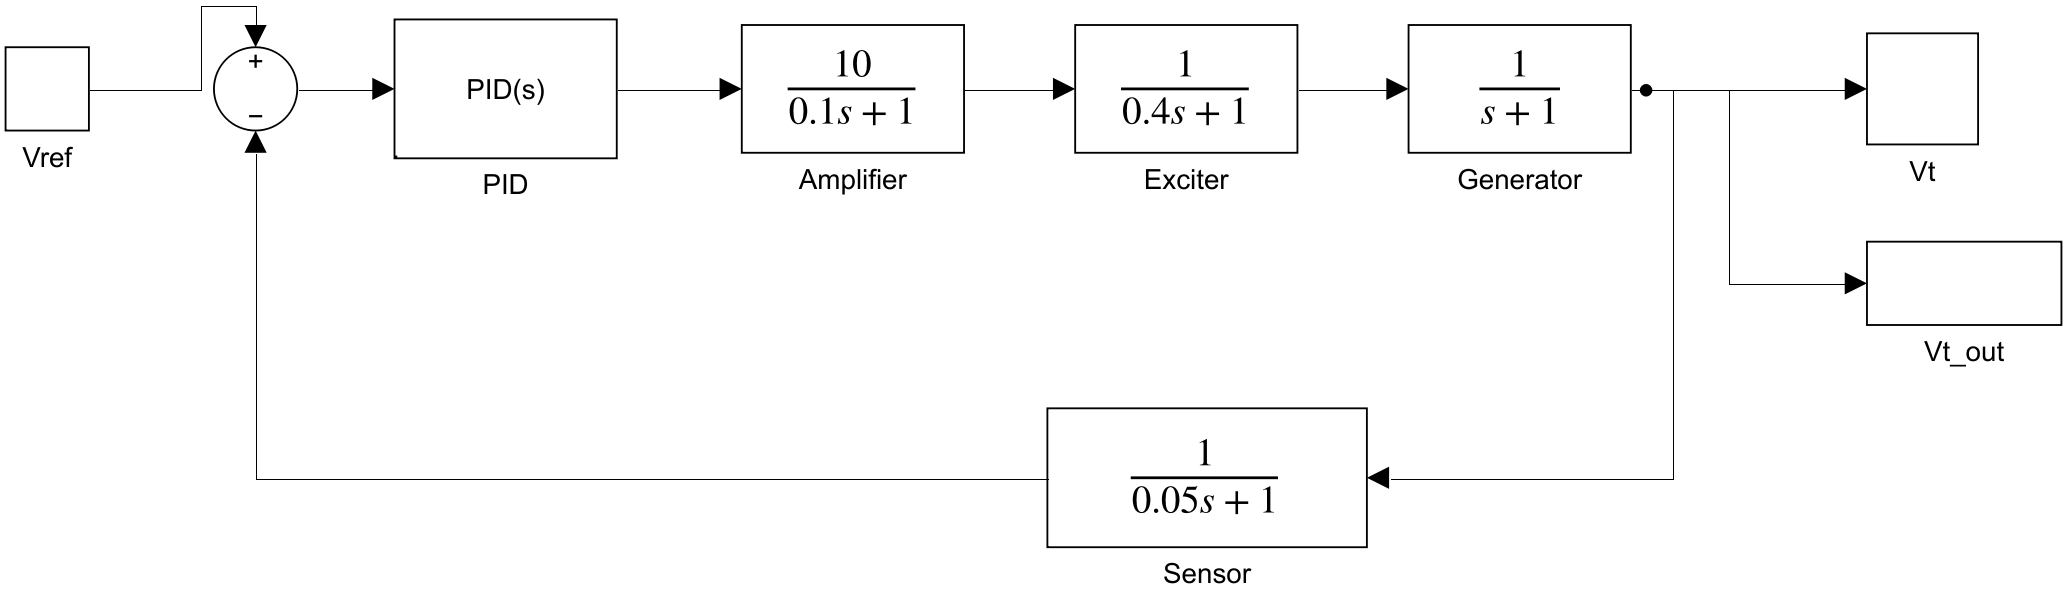 Vref
+
−
PID(s)
PID
10
0.1s + 1
Amplifier
1
0.4s + 1
Exciter
1
s + 1
Generator
Vt
Vt_out
1
0.05s + 1
Sensor